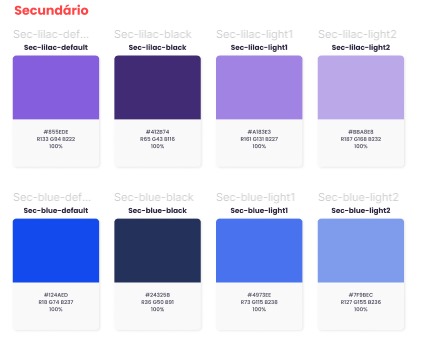 Secundário
Sec-lilac-def... Sec-lilac-black Sec-lilac-light1 Sec-lilac-light2
Sec-lilac-default Sec-lilac-black Sec-lilac-light1 Sec-lilac-light2
#855EDE #412B74 #A183E3 #BBA8E8
R133 G94 B222 R65 G43 B116 R161 G131 B227 R187 G168 B232
100% 100% 100% 100%
Sec-blue-def... Sec-blue-black Sec-blue-light1 Sec-blue-light2
Sec-blue-default Sec-blue-black Sec-blue-light1 Sec-blue-light2
#124AED #24325B #4973EE #7F9BEC
R18 G74 B237 R36 G50 B91 R73 G115 B238 R127 G155 B236
100% 100% 100% 100%